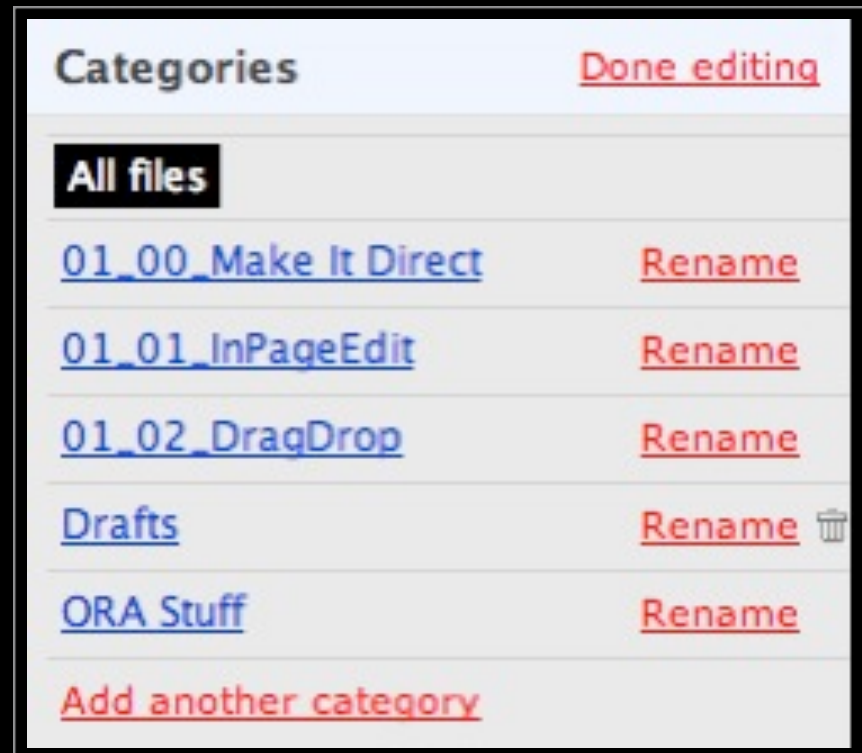 Categories Done editing
All files
01_00_Make It Direct Rename
01_01_InPageEdit Rename
01_02_DragDrop Rename
Drafts Rename
ORA Stuff Rename
Add another category